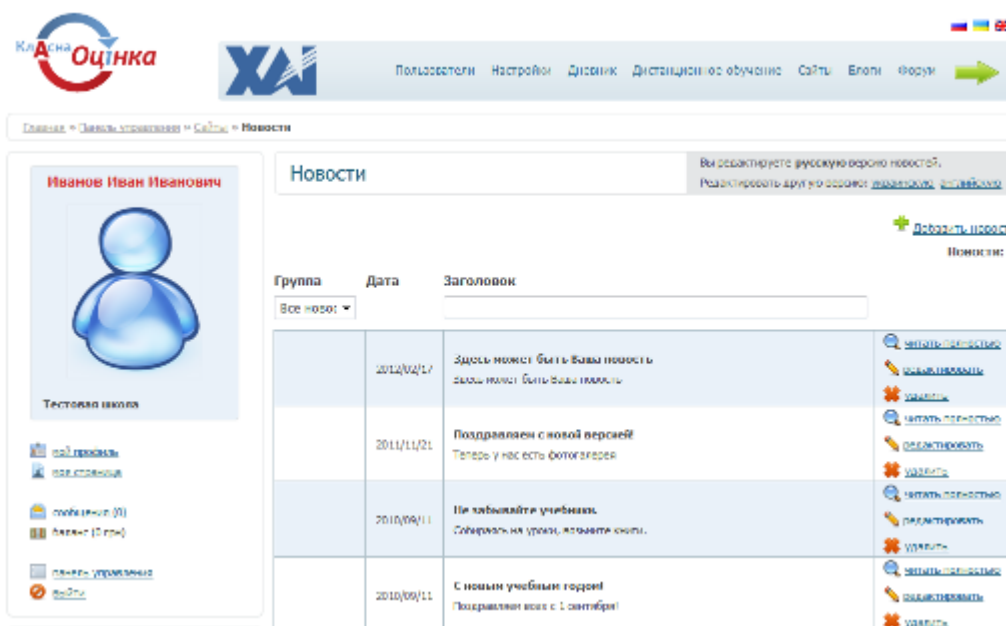 КлАсна Оцінка
ХАІ
Пользователи Настройки Дневник Дистанционное обучение Сайты Блоги Форум
Главная » Панель управления » Сайты » Новости
Иванов Иван Иванович
Тестовая школа
мой профиль
моя страница
сообщения (0)
баланс (0 грн)
панель управления
выйти
Новости
Вы редактируете русскую версию новостей.
Редактировать другую версию: украинскую, английскую
Добавить новост
Новости:
Группа Дата Заголовок
Все новос
2012/02/17
Здесь может быть Ваша новость
Здесь может быть Ваша новость
читать полностью
редактировать
удалить
2011/11/21
Поздравляем с новой версией!
Теперь у нас есть фотогалерея
читать полностью
редактировать
удалить
2010/09/11
Не забывайте учебники.
Собираясь на уроки, возьмите книги.
читать полностью
редактировать
удалить
2010/09/11
С новым учебным годом!
Поздравляем всех с 1 сентября!
читать полностью
редактировать
удалить